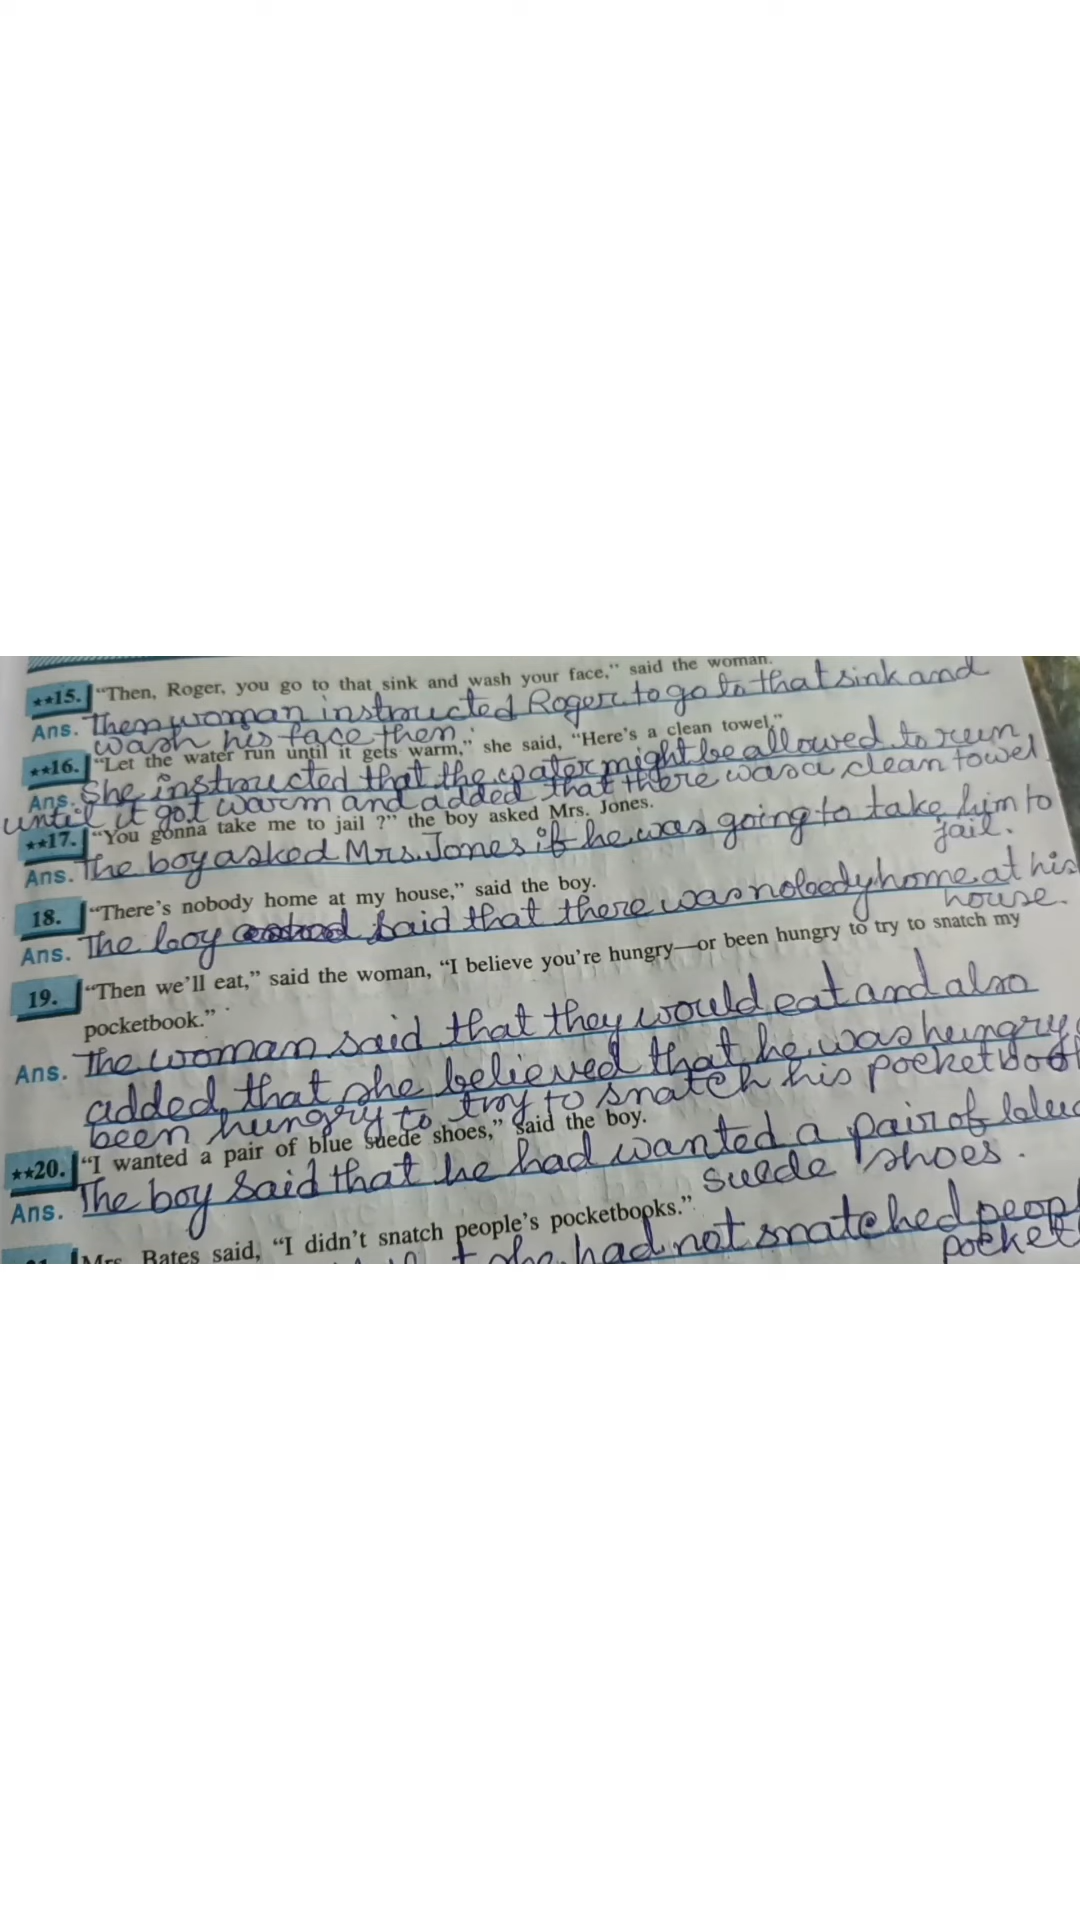 **15. "Then, Roger, you go to that sink and wash your face," said the woman.
Ans. Then woman instructed Roger to go to that sink and
wash his face then.
**16. "Let the water run until it gets warm," she said, "Here's a clean towel,"
Ans. She instructed that the water might be allowed to run
until it got warm and added that there was a clean towel.
**17. "You gonna take me to jail ?" the boy asked Mrs. Jones.
Ans. The boy asked Mrs. Jones if he was going to take him to
jail.
18. "There's nobody home at my house," said the boy.
Ans. The boy said that there was nobody home at his
house.
19. "Then we'll eat," said the woman, "I believe you're hungry—or been hungry to try to snatch my
pocketbook."
Ans. The woman said that they would eat and also
added, that she believed that he was hungry
been hungry to try to snatch his pocketboo
**20. "I wanted a pair of blue suede shoes," said the boy.
Ans. The boy said that he had wanted a pair of blue
suede shoes.
Mrs. Bates said, "I didn't snatch people's pocketbooks."
she had not snatched peop
pocket